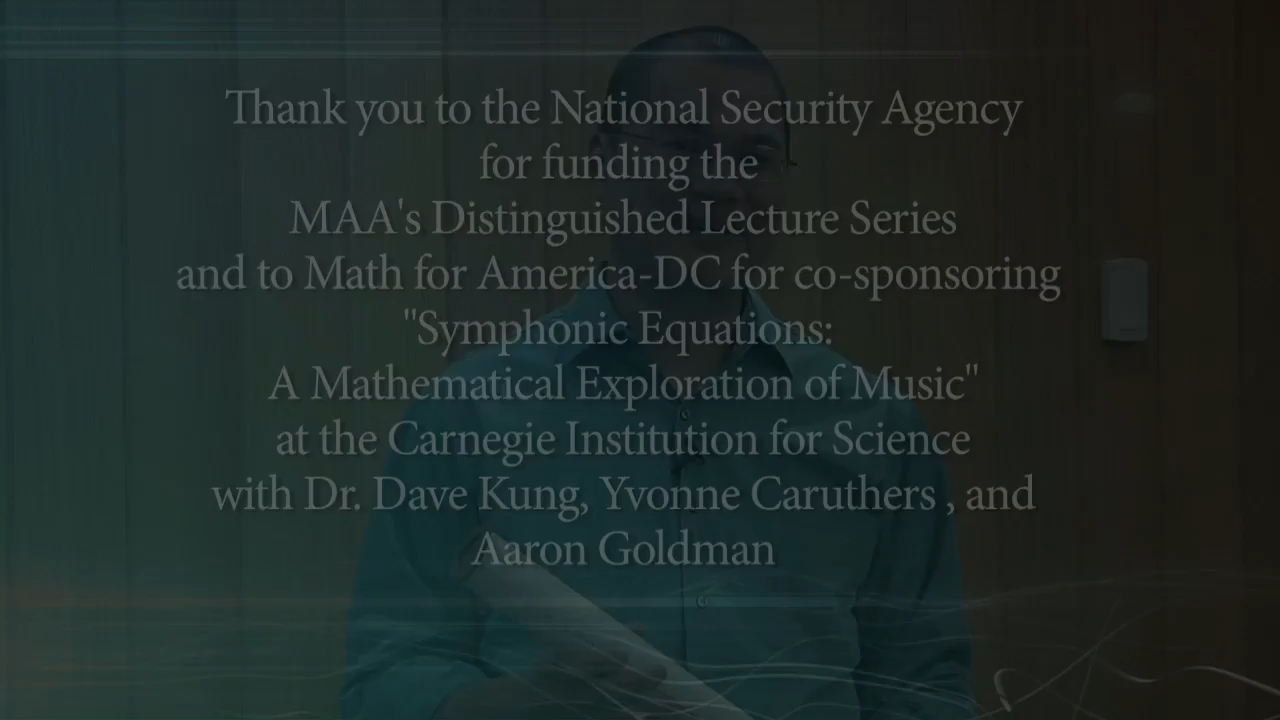 Thank you to the National Security Agency
for funding the
MAA's Distinguished Lecture Series
and to Math for America-DC for co-sponsoring
"Symphonic Equations:
A Mathematical Exploration of Music"
at the Carnegie Institution for Science
with Dr. Dave Kung, Yvonne Caruthers , and
Aaron Goldman